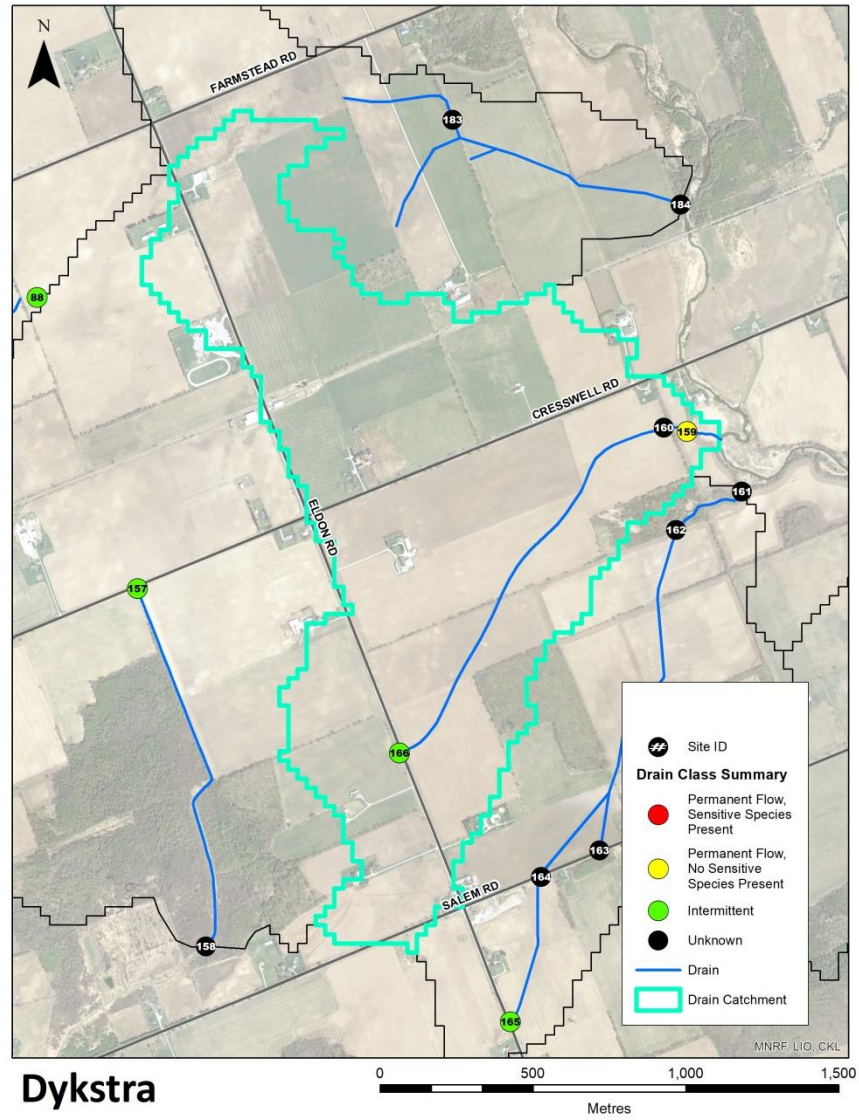 N
FARMSTEAD RD
183
184
88
CRESSWELL RD
160
159
161
162
ELDON RD
157
166
163
164
SALEM RD
158
165
## Site ID
Drain Class Summary
Permanent Flow,
Sensitive Species
Present
Permanent Flow,
No Sensitive
Species Present
Intermittent
Unknown
Drain
Drain Catchment
MNRF, LIO, CKL
Dykstra
0 500 1,000 1,500
Metres